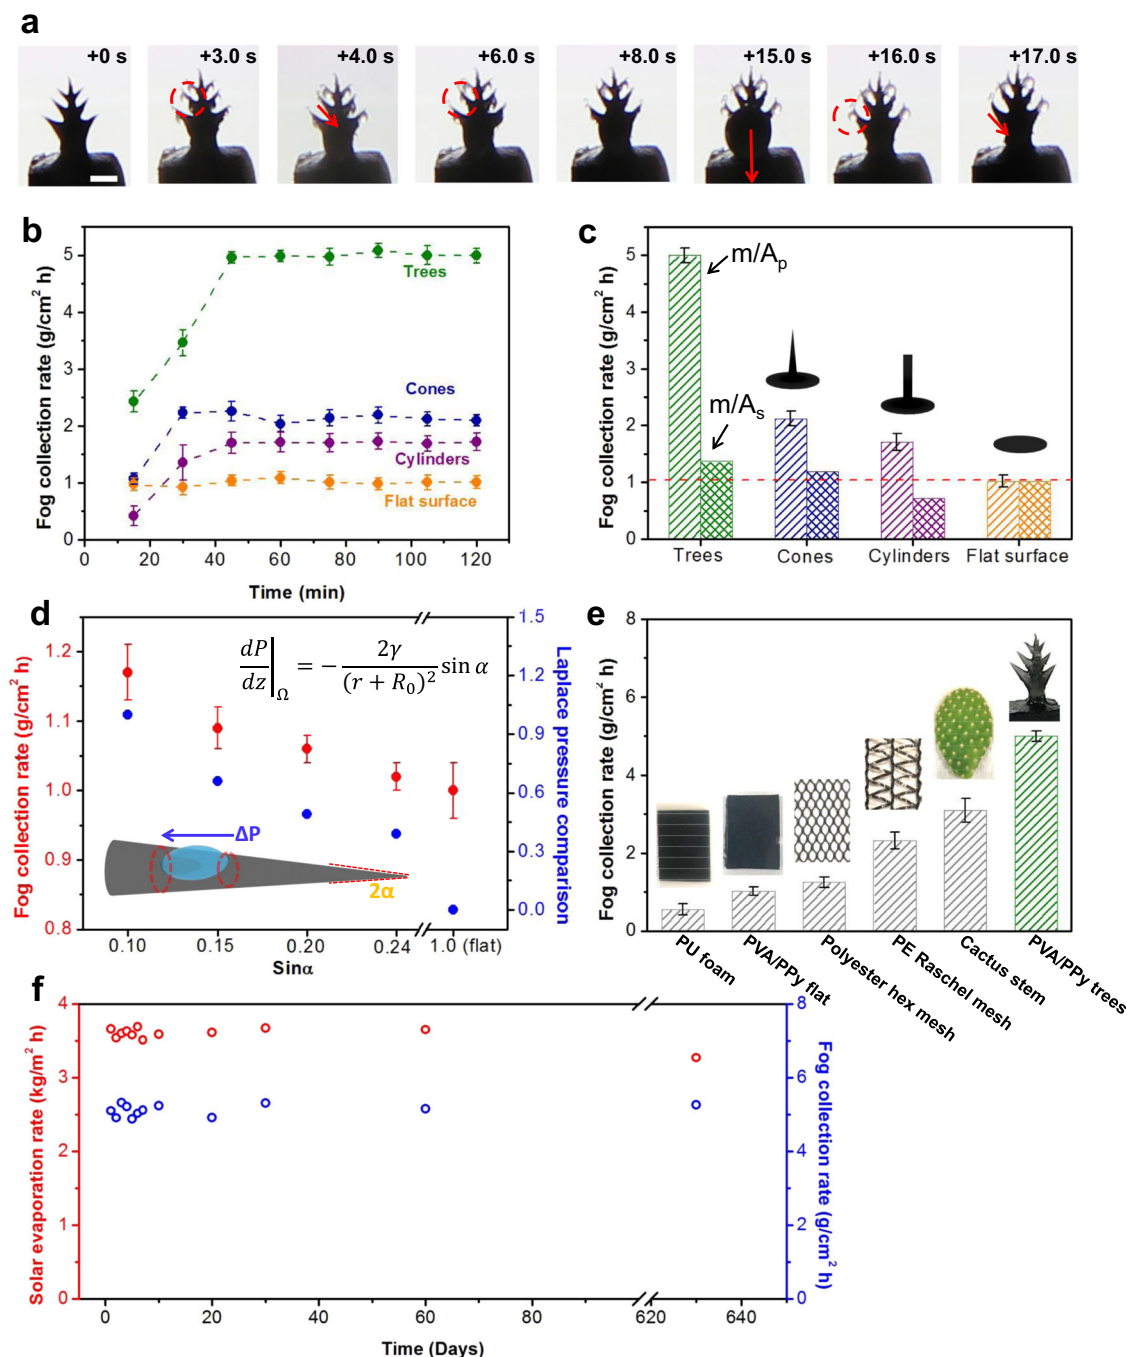 a
+0 s
+3.0 s
+4.0 s
+6.0 s
+8.0 s
+15.0 s
+16.0 s
+17.0 s
b
Fog collection rate (g/cm² h)
5
4
3
2
1
0
Trees
Cones
Cylinders
Flat surface
0 20 40 60 80 100 120
Time (min)
c
Fog collection rate (g/cm² h)
5
4
3
2
1
0
m/Aₚ
m/Aₛ
Trees Cones Cylinders Flat surface
d
Fog collection rate (g/cm² h)
1.2
1.1
1.0
0.9
0.8
dP/dz|Ω = − 2γ/(r + R₀)² sin α
ΔP
2α
Laplace pressure comparison
1.5
1.2
0.9
0.6
0.3
0.0
0.10 0.15 0.20 0.24 1.0 (flat)
Sinα
e
Fog collection rate (g/cm² h)
8
6
4
2
0
PU foam
PVA/PPy flat
Polyester hex mesh
PE Raschel mesh
Cactus stem
PVA/PPy trees
f
Solar evaporation rate (kg/m² h)
4
3
2
1
0
Fog collection rate (g/cm² h)
8
6
4
2
0
0 20 40 60 80 620 640
Time (Days)